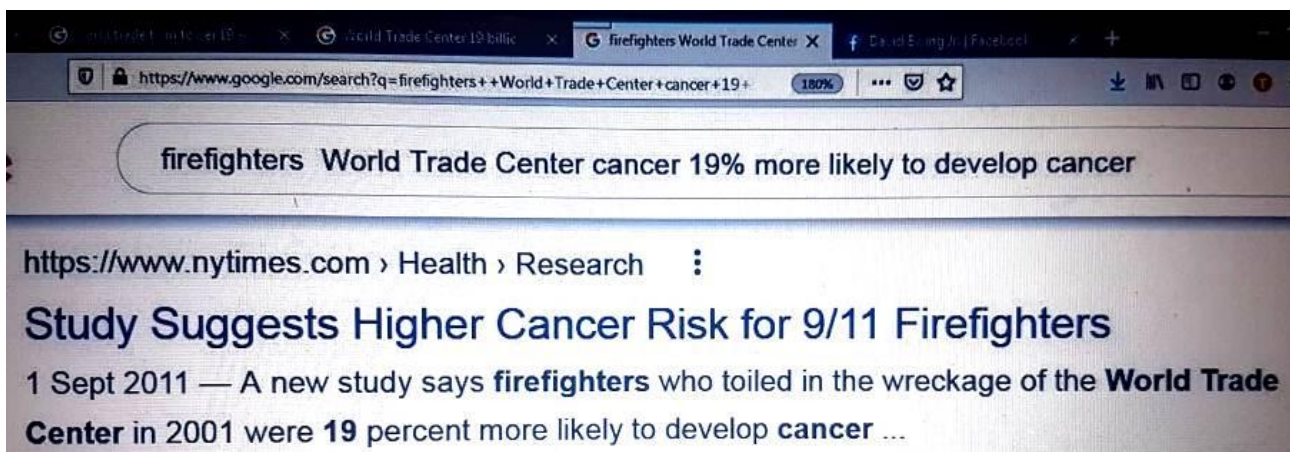 World Trade Center 19 billic
firefighters World Trade Center
https://www.google.com/search?q=firefighters++World+Trade+Center+cancer+19+ 180%
firefighters World Trade Center cancer 19% more likely to develop cancer
https://www.nytimes.com › Health › Research
Study Suggests Higher Cancer Risk for 9/11 Firefighters
1 Sept 2011 — A new study says firefighters who toiled in the wreckage of the World Trade
Center in 2001 were 19 percent more likely to develop cancer ...